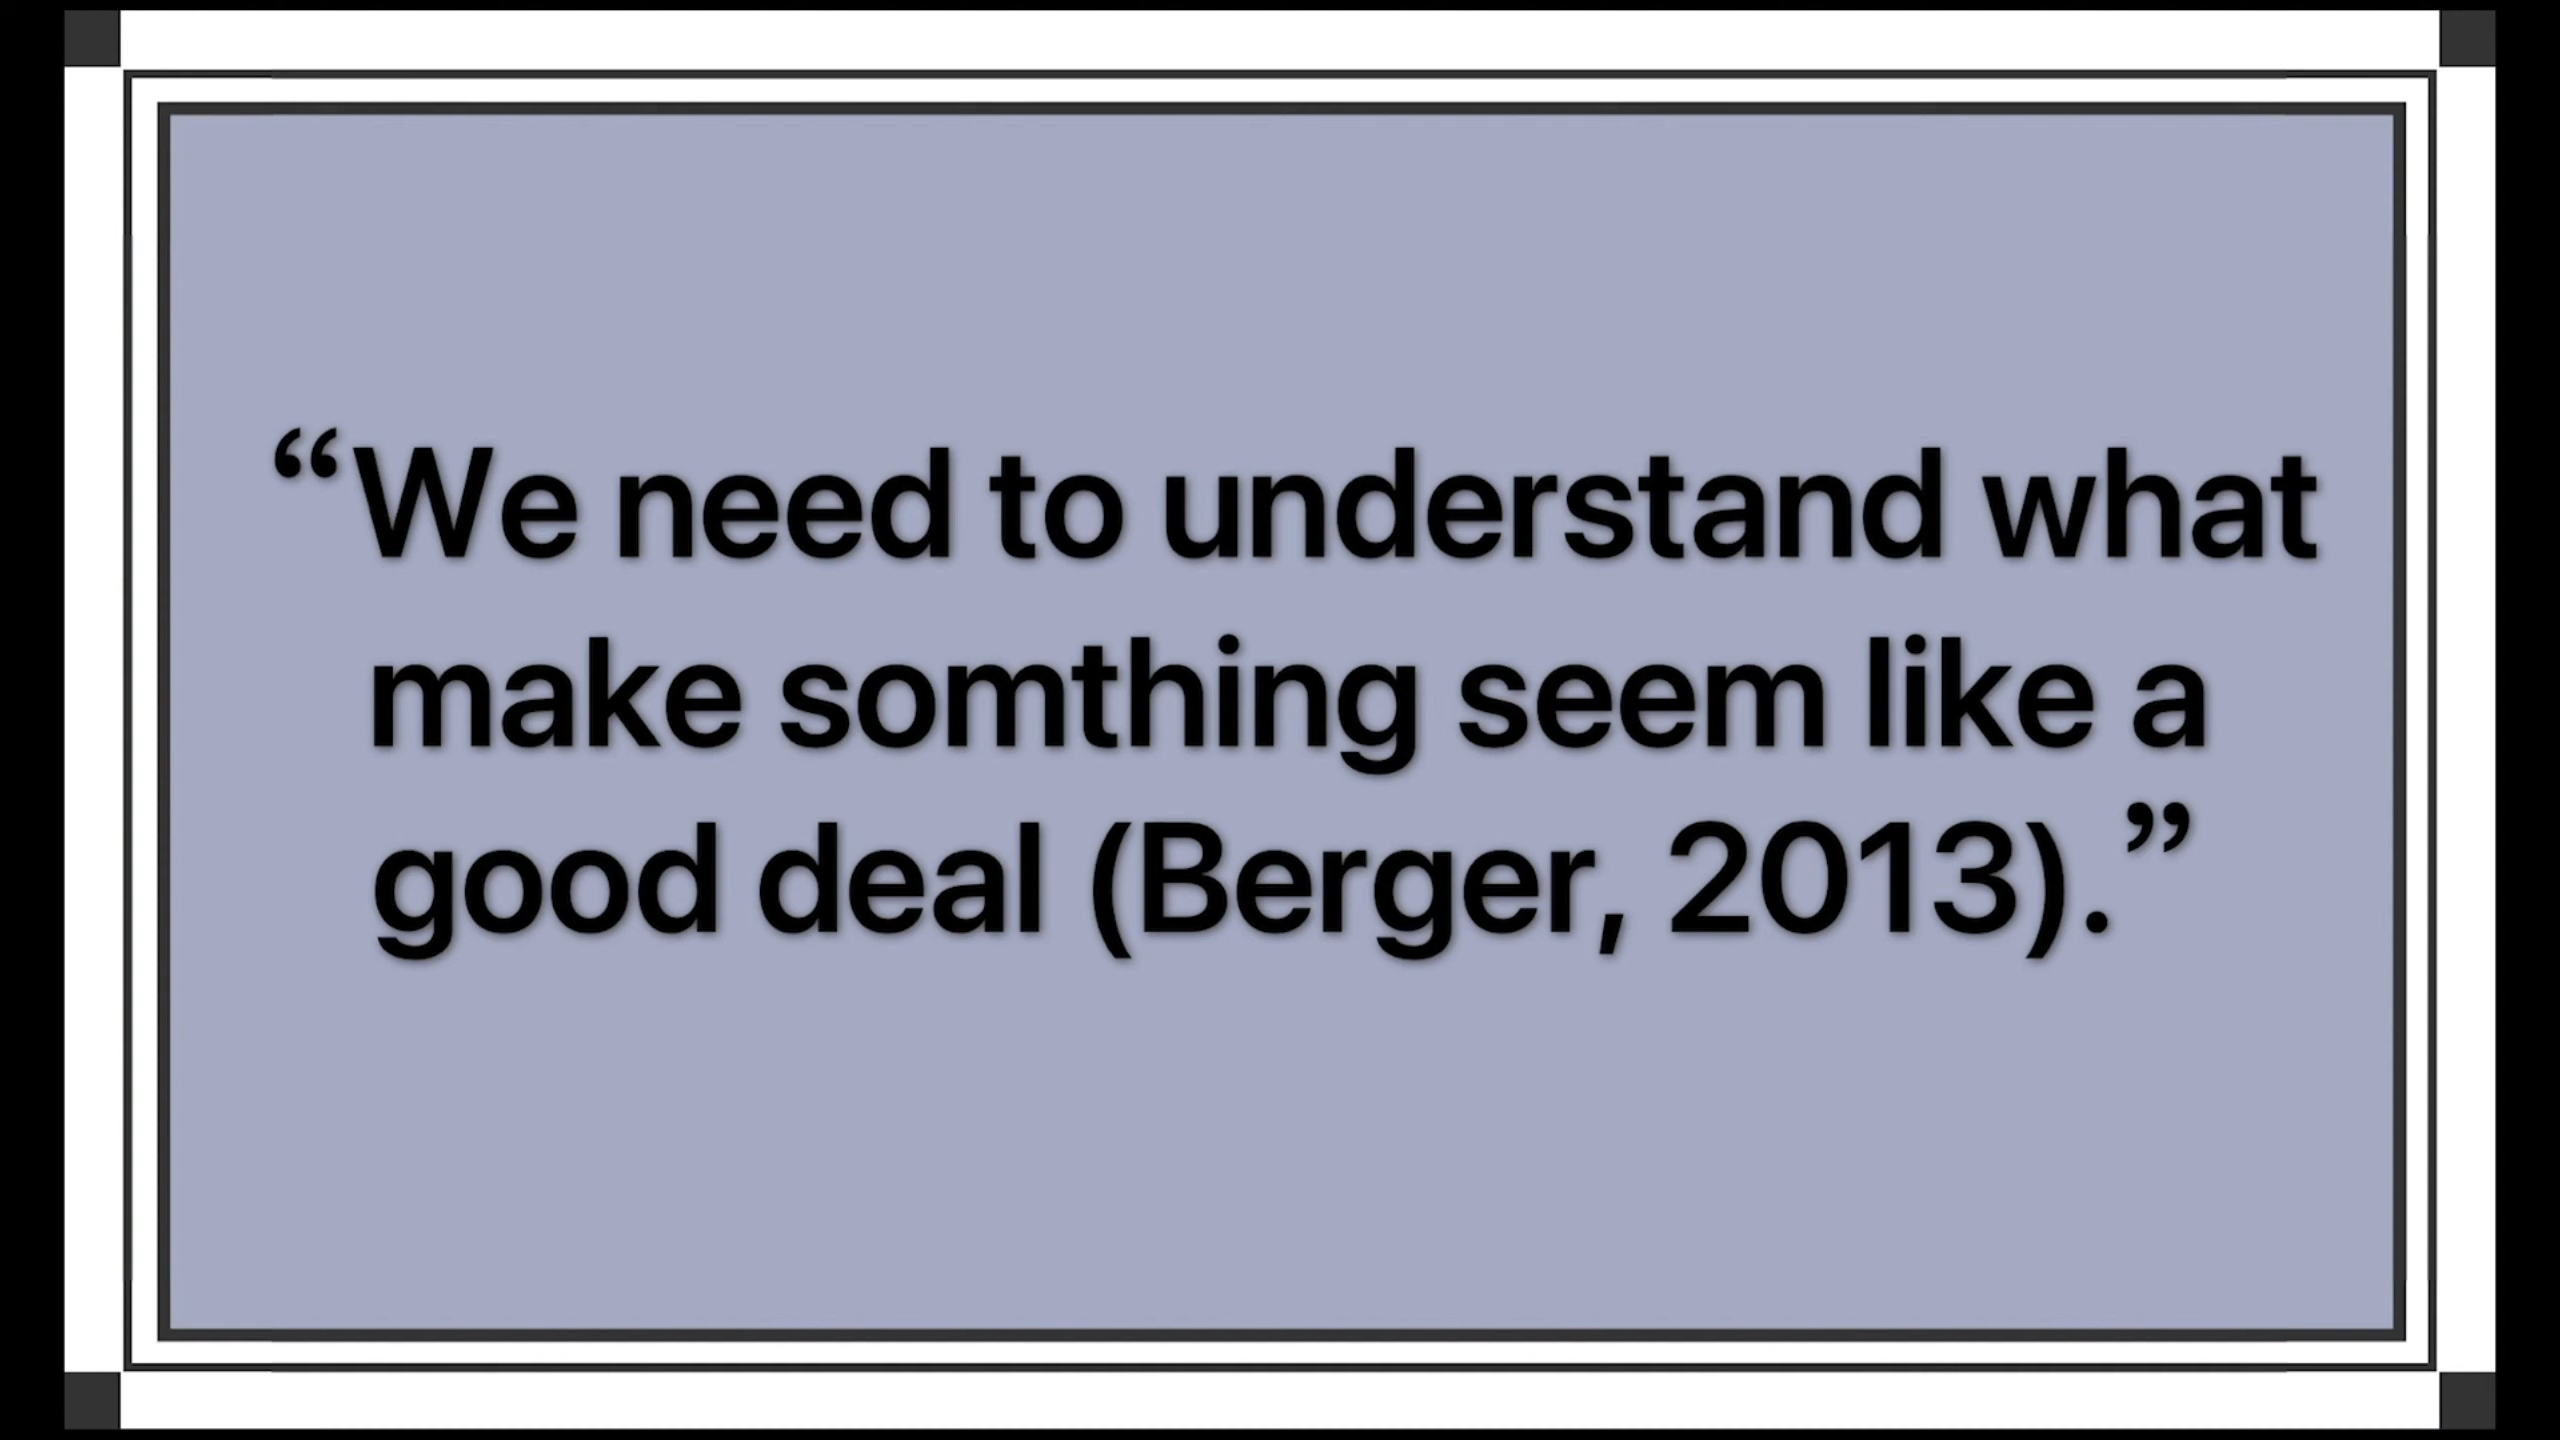 “We need to understand what
make somthing seem like a
good deal (Berger, 2013).”